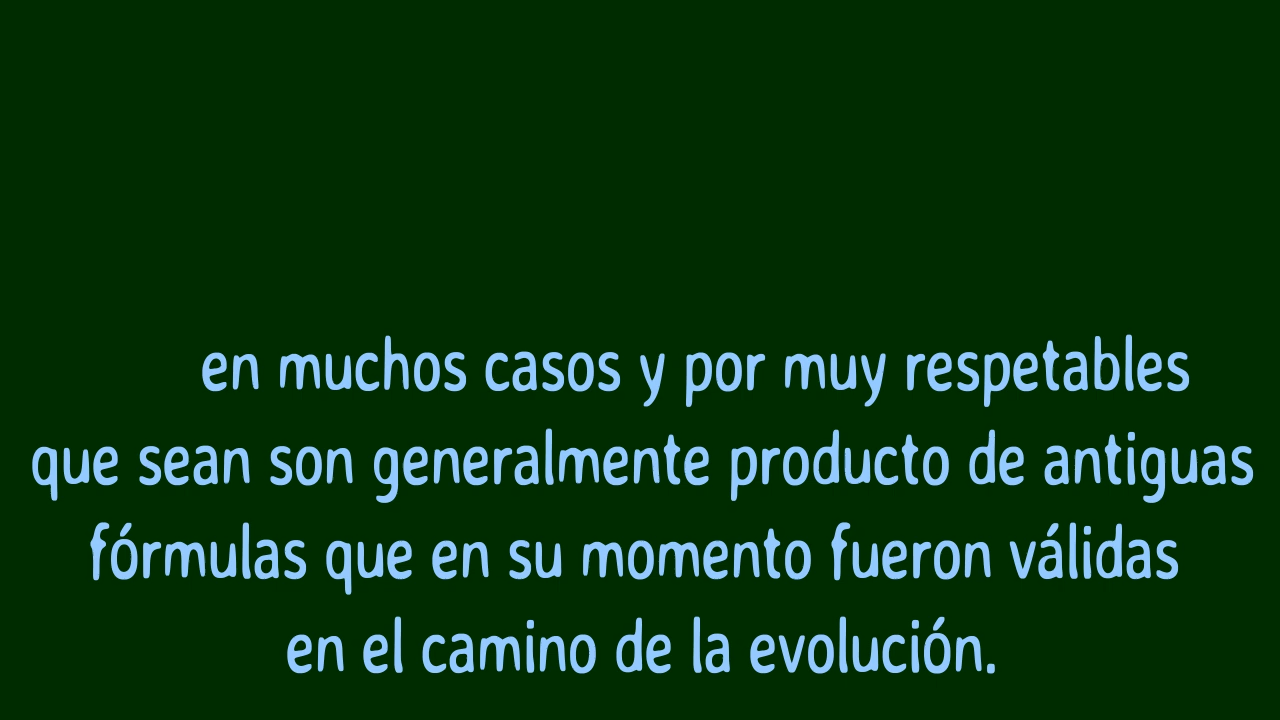 en muchos casos y por muy respetables
que sean son generalmente producto de antiguas
fórmulas que en su momento fueron válidas
en el camino de la evolución.